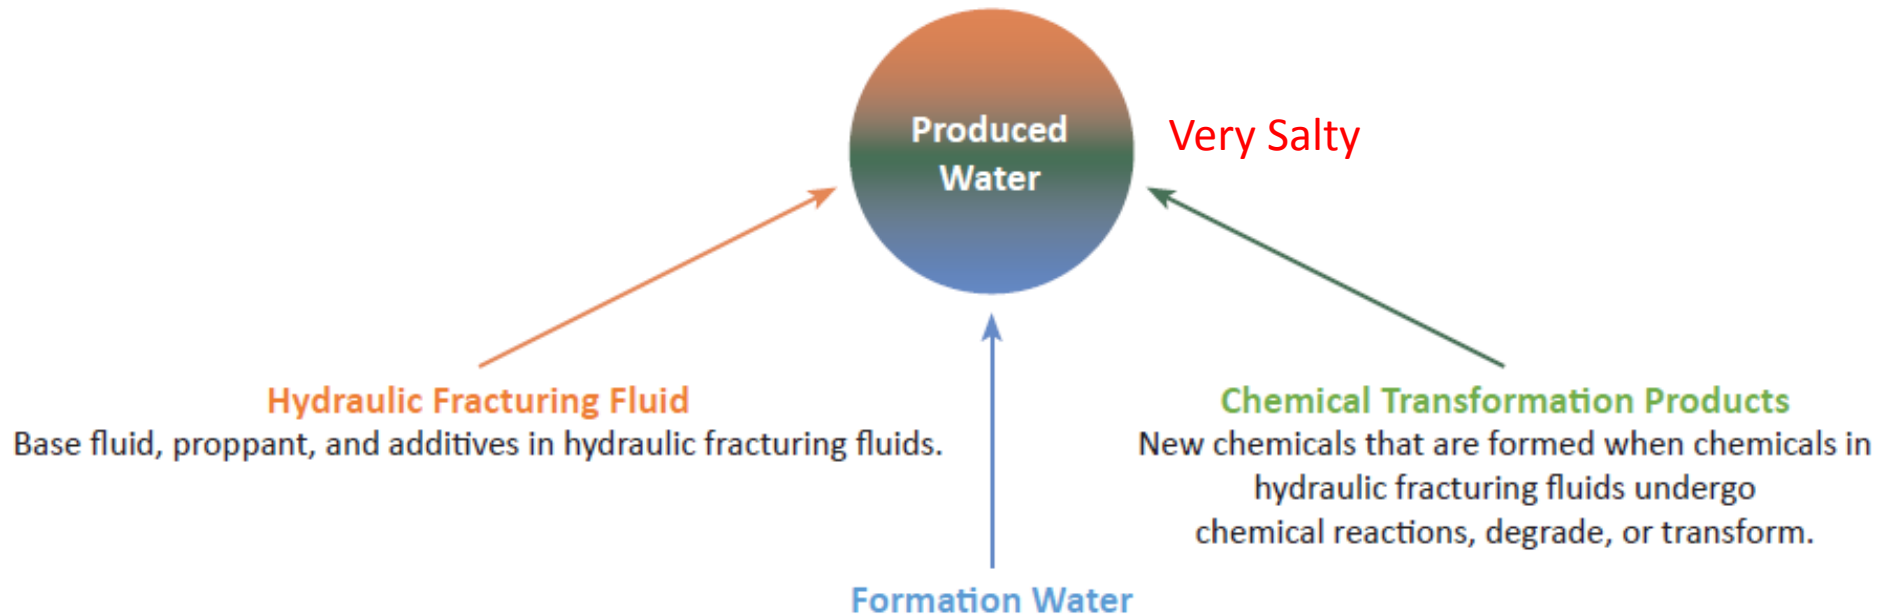 Produced
Water
Very Salty
Hydraulic Fracturing Fluid
Base fluid, proppant, and additives in hydraulic fracturing fluids.
Chemical Transformation Products
New chemicals that are formed when chemicals in
hydraulic fracturing fluids undergo
chemical reactions, degrade, or transform.
Formation Water